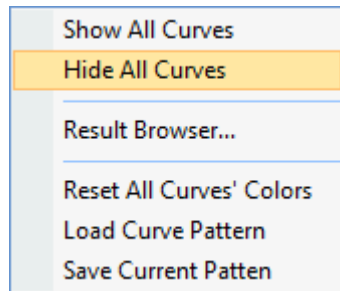 Show All Curves
Hide All Curves
Result Browser...
Reset All Curves' Colors
Load Curve Pattern
Save Current Patten